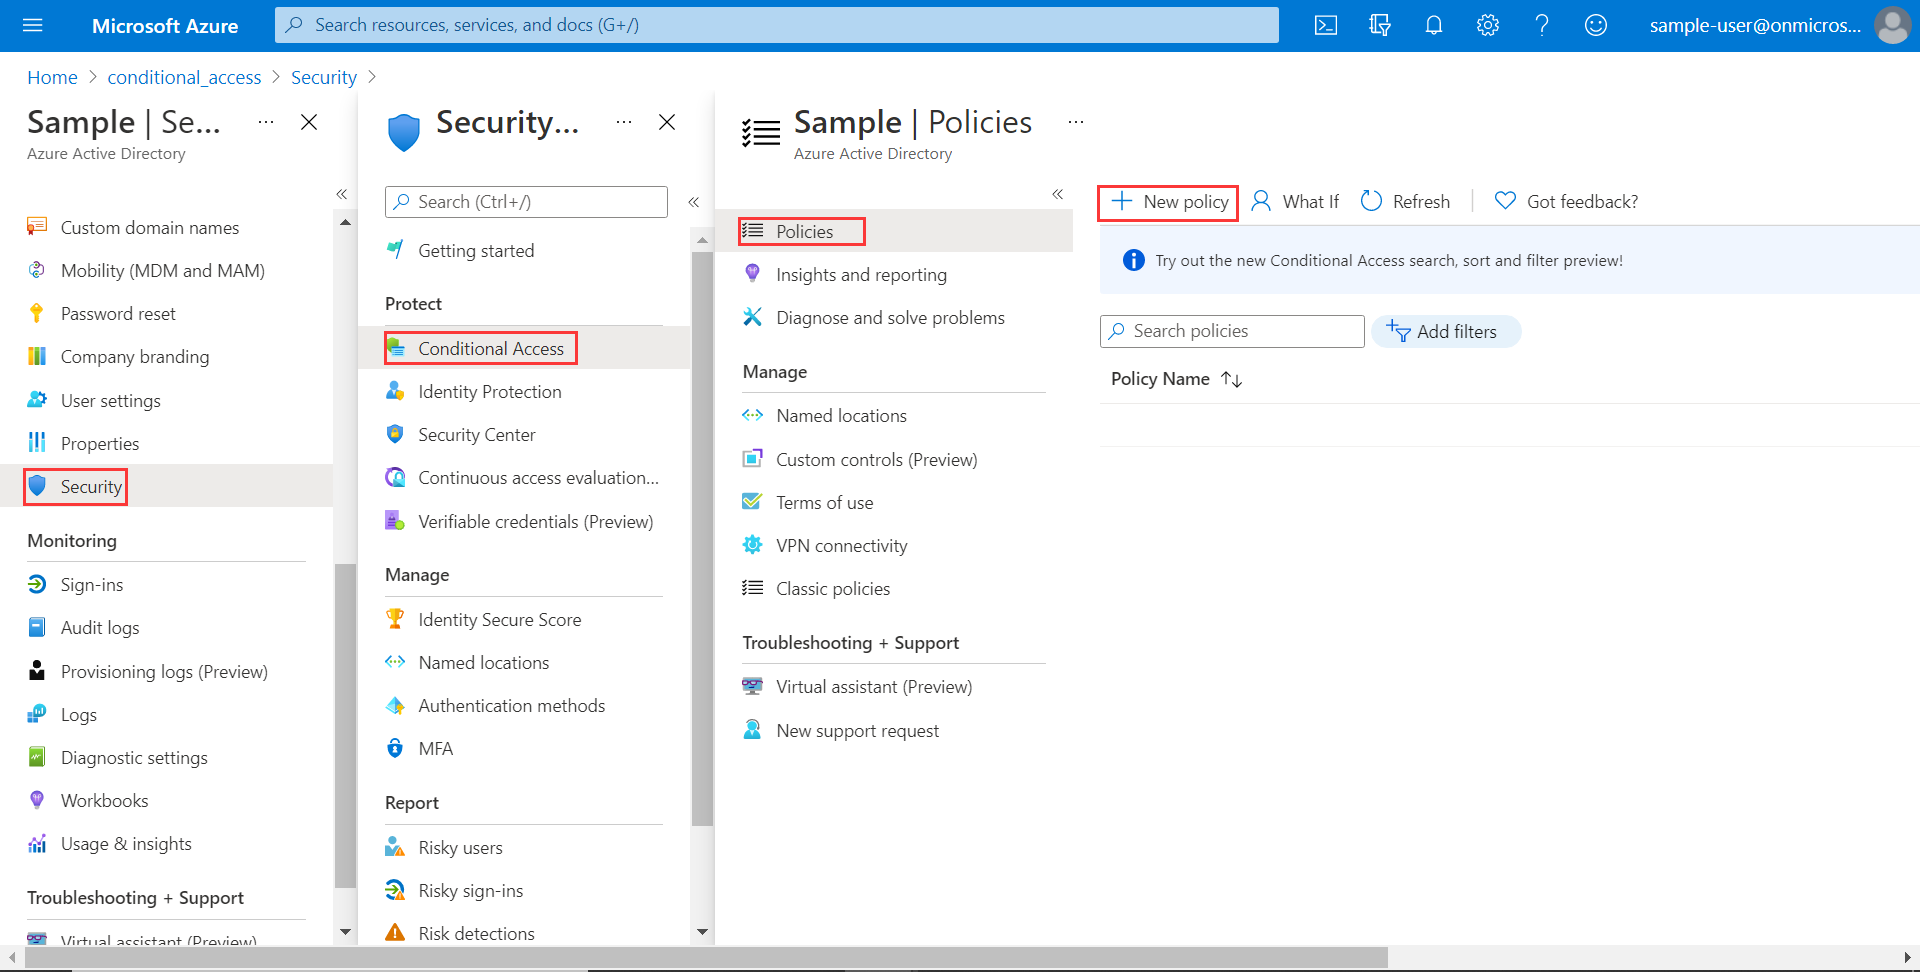 Microsoft Azure
Search resources, services, and docs (G+/)
sample-user@onmicros...
Home > conditional_access > Security >
Sample | Se...
Azure Active Directory
Custom domain names
Mobility (MDM and MAM)
Password reset
Company branding
User settings
Properties
Security
Monitoring
Sign-ins
Audit logs
Provisioning logs (Preview)
Logs
Diagnostic settings
Workbooks
Usage & insights
Troubleshooting + Support
Virtual assistant (Preview)
Security...
Search (Ctrl+/)
Getting started
Protect
Conditional Access
Identity Protection
Security Center
Continuous access evaluation...
Verifiable credentials (Preview)
Manage
Identity Secure Score
Named locations
Authentication methods
MFA
Report
Risky users
Risky sign-ins
Risk detections
Sample | Policies
Azure Active Directory
Policies
Insights and reporting
Diagnose and solve problems
Manage
Named locations
Custom controls (Preview)
Terms of use
VPN connectivity
Classic policies
Troubleshooting + Support
Virtual assistant (Preview)
New support request
New policy
What If
Refresh
Got feedback?
Try out the new Conditional Access search, sort and filter preview!
Search policies
Add filters
Policy Name